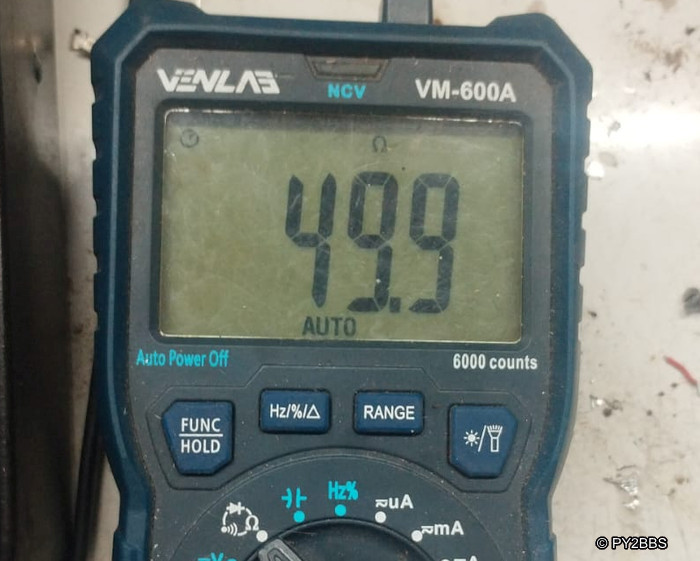 VENLAB
NCV
VM-600A
Ω
49.9
AUTO
Auto Power Off
6000 counts
FUNC
HOLD
Hz/%/△
RANGE
Hz%
uA
Ω
mA
© PY2BBS